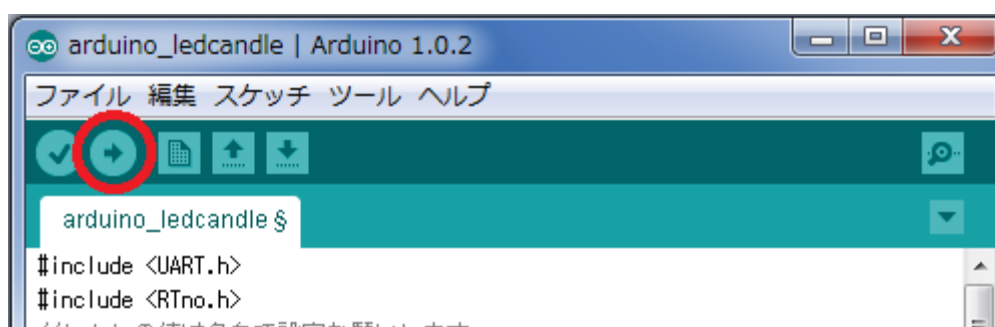 arduino_ledcandle | Arduino 1.0.2
ファイル 編集 スケッチ ツール ヘルプ
arduino_ledcandle §
#include <UART.h>
#include <RTno.h>